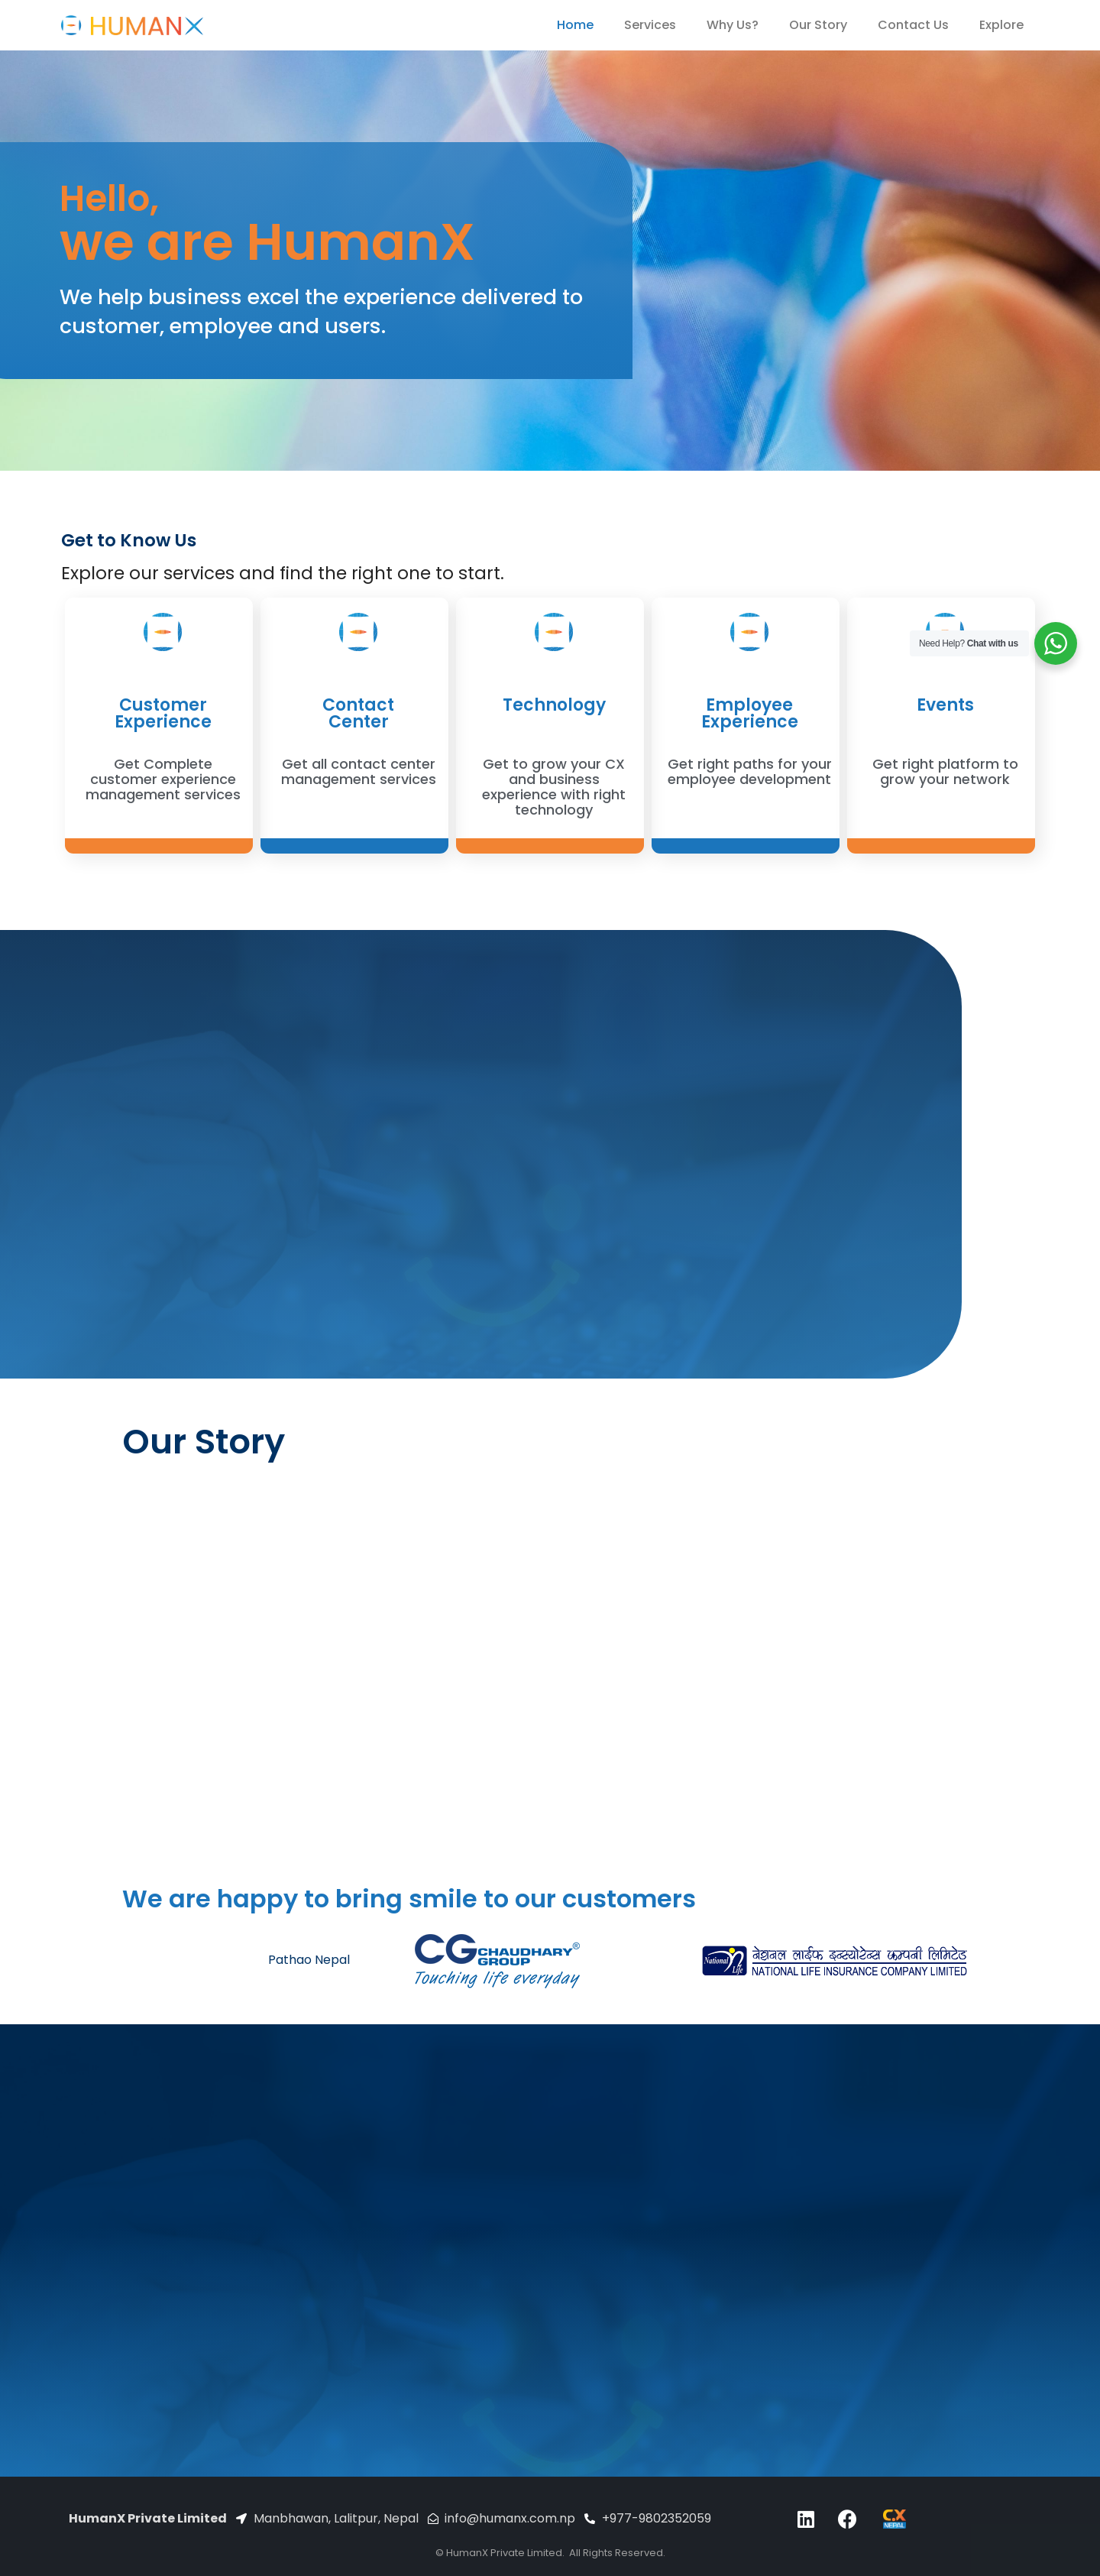 HUMANX
Home Services Why Us? Our Story Contact Us Explore
Hello,
we are HumanX
We help business excel the experience delivered to
customer, employee and users.
Get to Know Us
Explore our services and find the right one to start.
Customer
Experience
Get Complete
customer experience
management services
Contact
Center
Get all contact center
management services
Technology
Get to grow your CX
and business
experience with right
technology
Employee
Experience
Get right paths for your
employee development
Events
Get right platform to
grow your network
Need Help? Chat with us
Our Story
We are happy to bring smile to our customers
Pathao Nepal
CG CHAUDHARY GROUP®
Touching life everyday
National Life
नेशनल लाईफ इन्स्योरेन्स कम्पनी लिमिटेड
NATIONAL LIFE INSURANCE COMPANY LIMITED
HumanX Private Limited Manbhawan, Lalitpur, Nepal info@humanx.com.np +977-9802352059
CX
NEPAL
© HumanX Private Limited. All Rights Reserved.